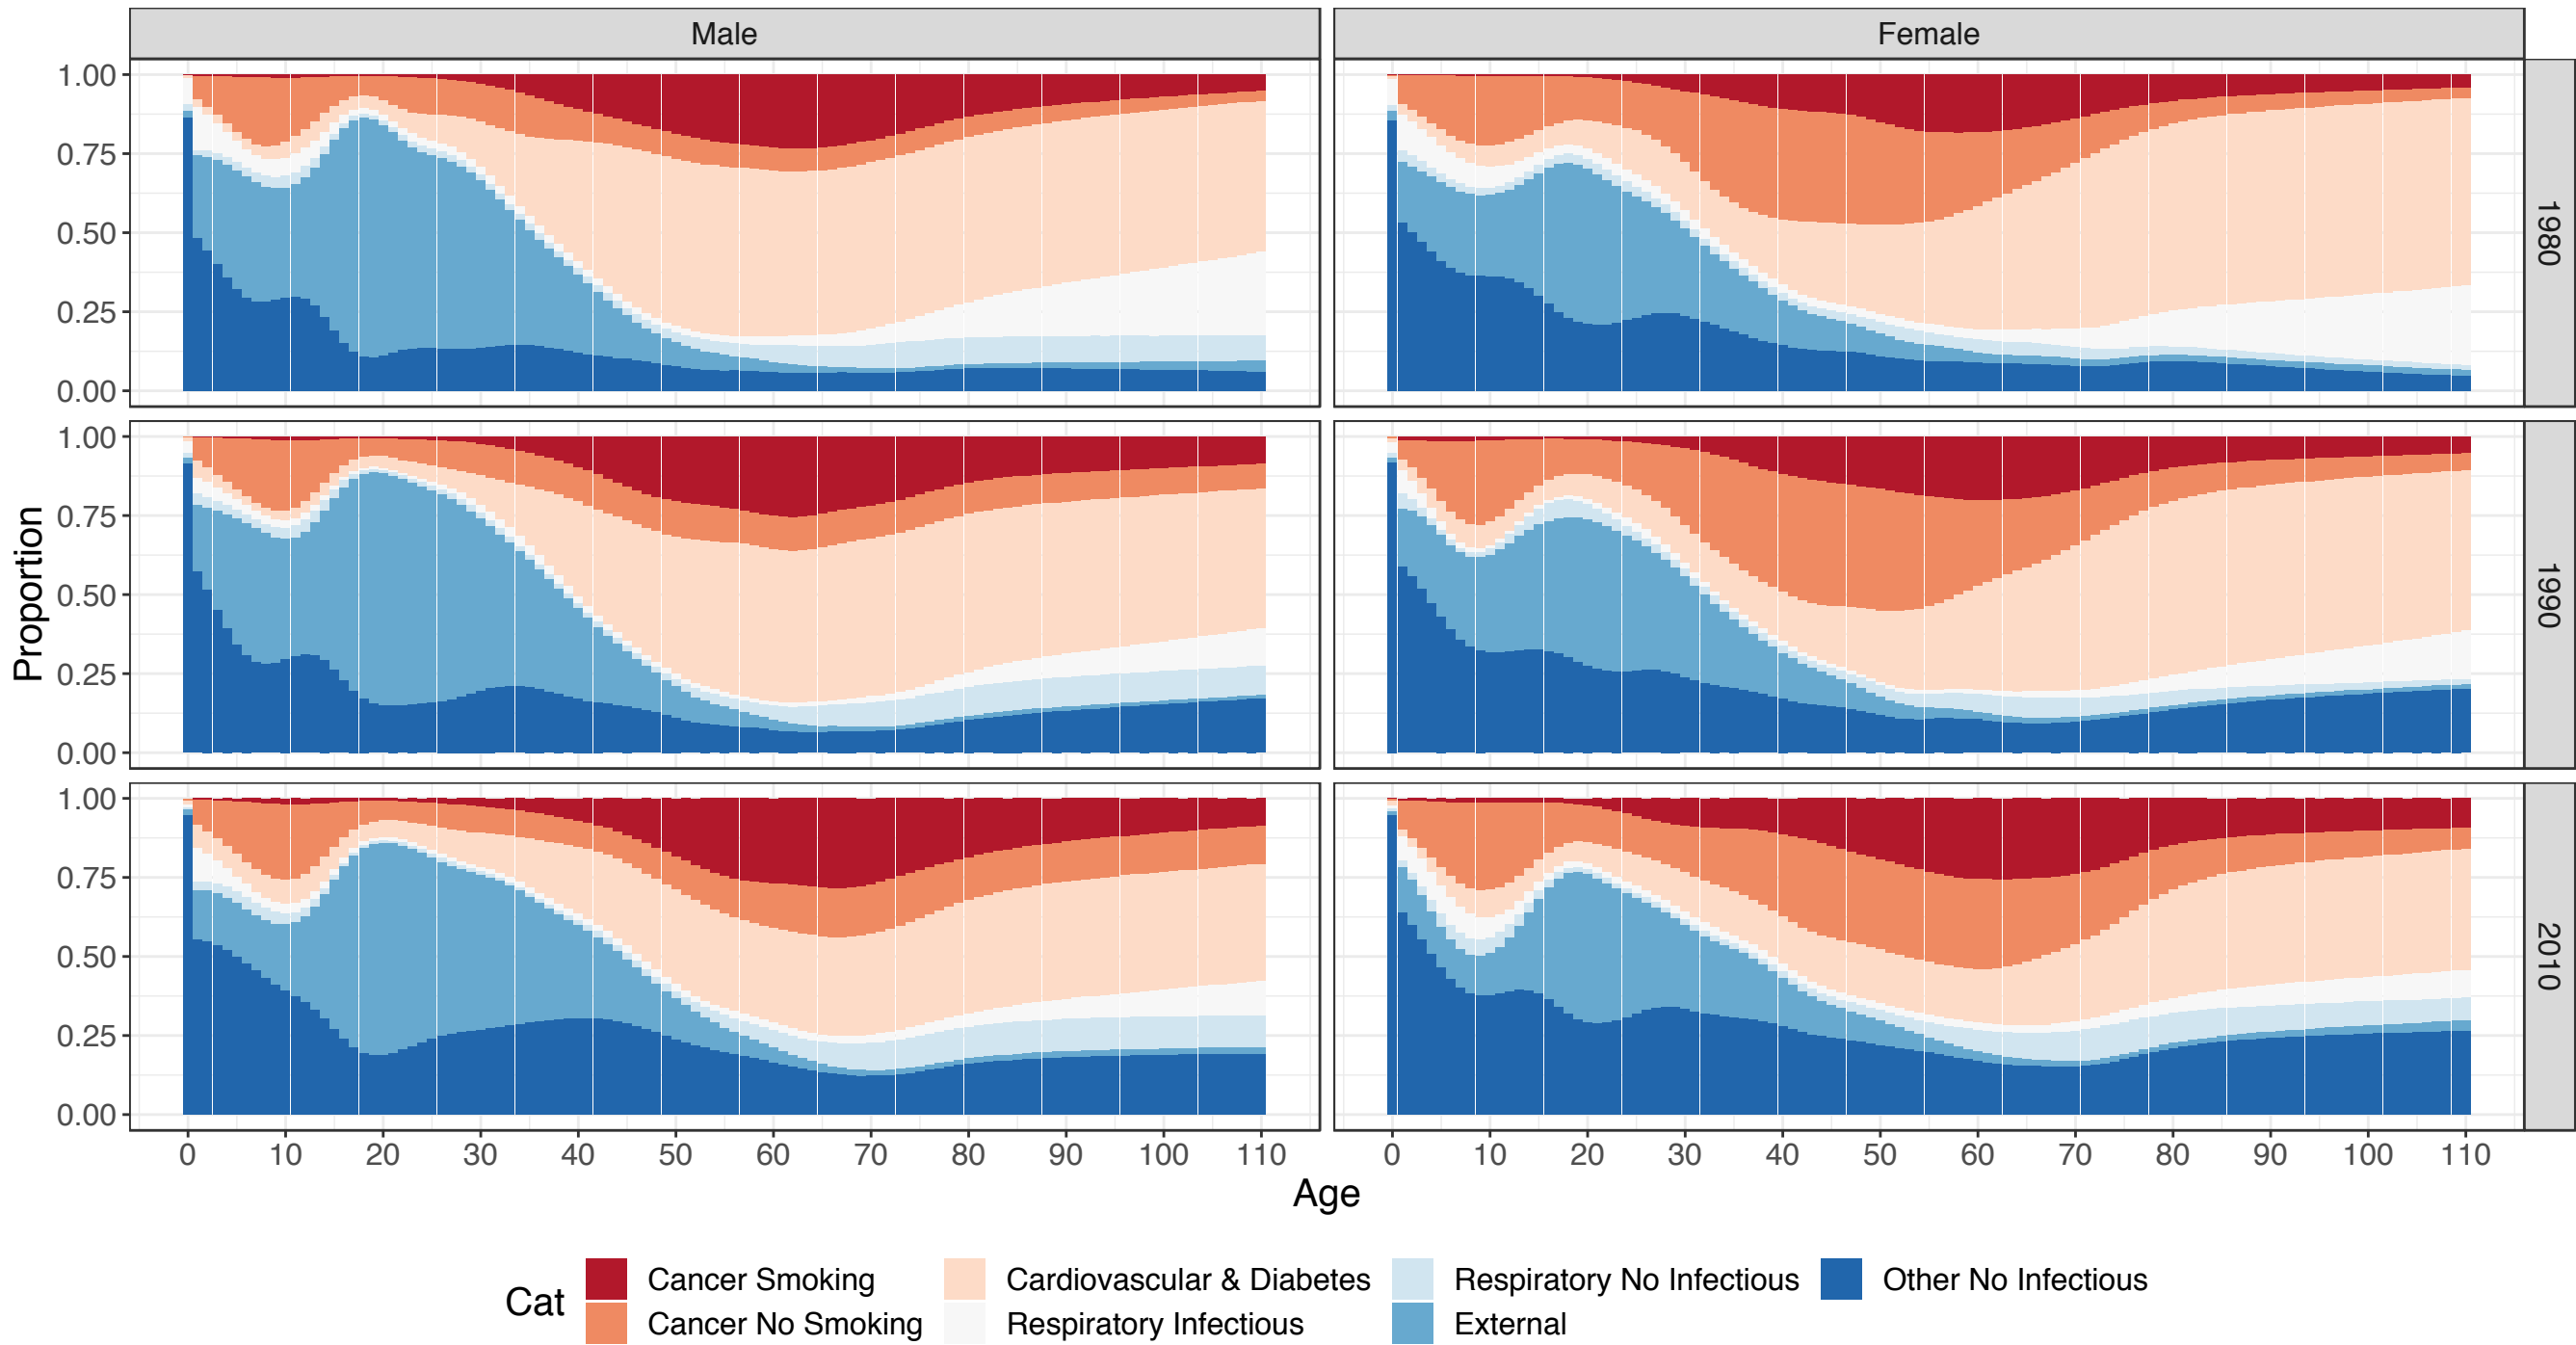 Male Female
1.00
0.75
0.50
0.25
0.00
1980
1.00
0.75
0.50
0.25
0.00
1990
Proportion
1.00
0.75
0.50
0.25
0.00
2010
0 10 20 30 40 50 60 70 80 90 100 110 0 10 20 30 40 50 60 70 80 90 100 110
Age
Cat
Cancer Smoking Cardiovascular & Diabetes Respiratory No Infectious Other No Infectious
Cancer No Smoking Respiratory Infectious External